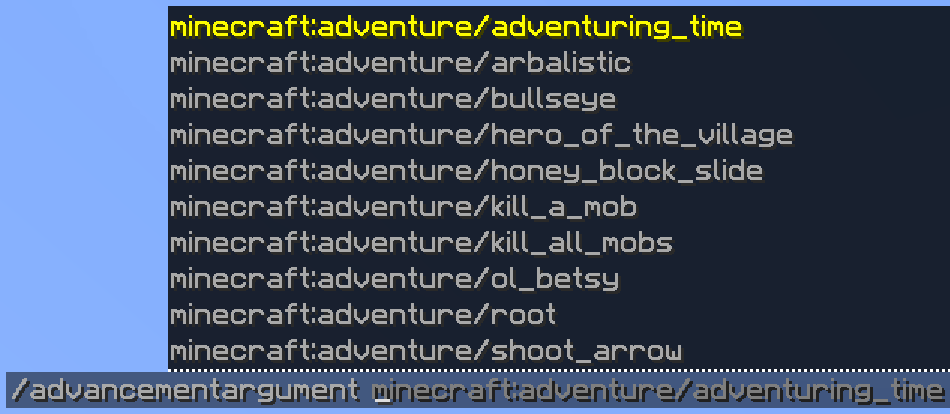 minecraft:adventure/adventuring_time
minecraft:adventure/arbalistic
minecraft:adventure/bullseye
minecraft:adventure/hero_of_the_village
minecraft:adventure/honey_block_slide
minecraft:adventure/kill_a_mob
minecraft:adventure/kill_all_mobs
minecraft:adventure/ol_betsy
minecraft:adventure/root
minecraft:adventure/shoot_arrow
/advancementargument minecraft:adventure/adventuring_time